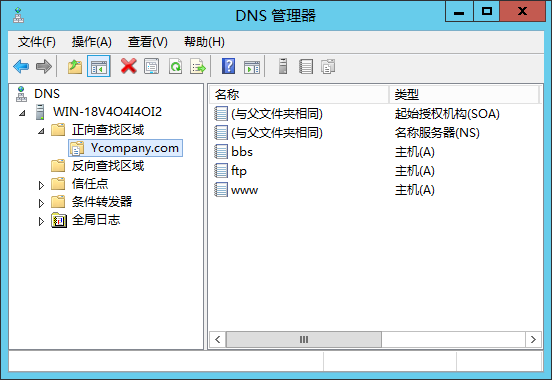 DNS 管理器
文件(F) 操作(A) 查看(V) 帮助(H)
DNS
WIN-18V4O4I4OI2
正向查找区域
Ycompany.com
反向查找区域
信任点
条件转发器
全局日志
名称 类型
(与父文件夹相同) 起始授权机构(SOA)
(与父文件夹相同) 名称服务器(NS)
bbs 主机(A)
ftp 主机(A)
www 主机(A)